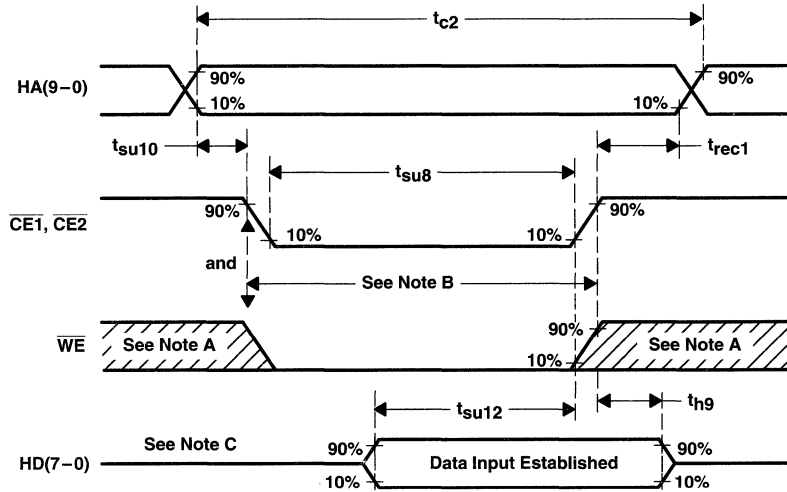 tc2
HA(9–0)
90%
10%
10%
90%
tsu10
trec1
tsu8
CE1, CE2
90%
10%
10%
90%
and
See Note B
WE
See Note A
90%
10%
See Note A
tsu12
th9
HD(7–0)
See Note C
90%
10%
Data Input Established
90%
10%